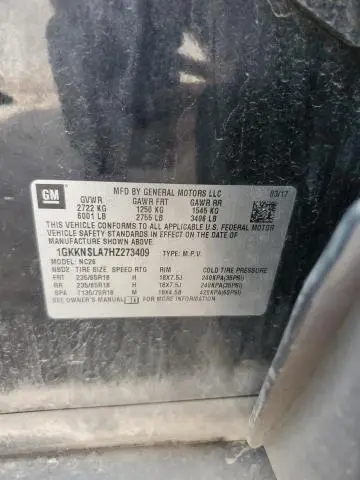 GM
MFD BY GENERAL MOTORS LLC 03/17
GVWR GAWR FRT GAWR RR
2722 KG 1250 KG 1545 KG
6001 LB 2755 LB 3406 LB
THIS VEHICLE CONFORMS TO ALL APPLICABLE U.S. FEDERAL MOTOR
VEHICLE SAFETY STANDARDS IN EFFECT ON THE DATE OF
MANUFACTURE SHOWN ABOVE.
1GKKNSLA7HZ273409 TYPE: M.P.V.
MODEL: NC26
TIRE SIZE SPEED RTG RIM COLD TIRE PRESSURE
FRT 235/65R18 H 18X7.5J 240KPA(35PSI)
RR 235/65R18 H 18X7.5J 240KPA(35PSI)
SPA T135/70R18 M 18X4.5B 420KPA(60PSI)
SEE OWNER'S MANUAL